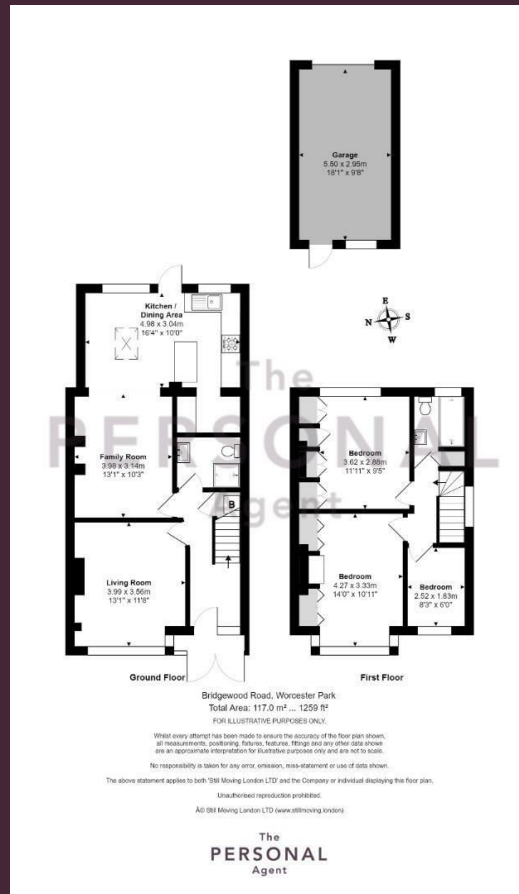 Garage
5.50 x 2.95m
18'1" x 9'8"
Kitchen /
Dining Area
4.98 x 3.04m
16'4" x 10'0"
E
N
S
W
The
PERSONAL
Agent
Family Room
3.98 x 3.14m
13'1" x 10'3"
Bedroom
3.62 x 2.88m
11'11" x 9'5"
B
Living Room
3.99 x 3.56m
13'1" x 11'8"
Bedroom
4.27 x 3.33m
14'0" x 10'11"
Bedroom
2.52 x 1.83m
8'3" x 6'0"
Ground Floor
First Floor
Bridgewood Road, Worcester Park
Total Area: 117.0 m² ... 1259 ft²
FOR ILLUSTRATIVE PURPOSES ONLY.
Whilst every attempt has been made to ensure the accuracy of the floor plan shown,
all measurements, positioning, fixtures, features, fittings and any other data shown
are an approximate interpretation for illustrative purposes only and are not to scale.
No responsibility is taken for any error, omission, miss-statement or use of data shown.
The above statement applies to both 'Still Moving London LTD' and the Company or individual displaying this floor plan.
Unauthorised reproduction prohibited.
Â© Still Moving London LTD (www.stillmoving.london)
The
PERSONAL
Agent